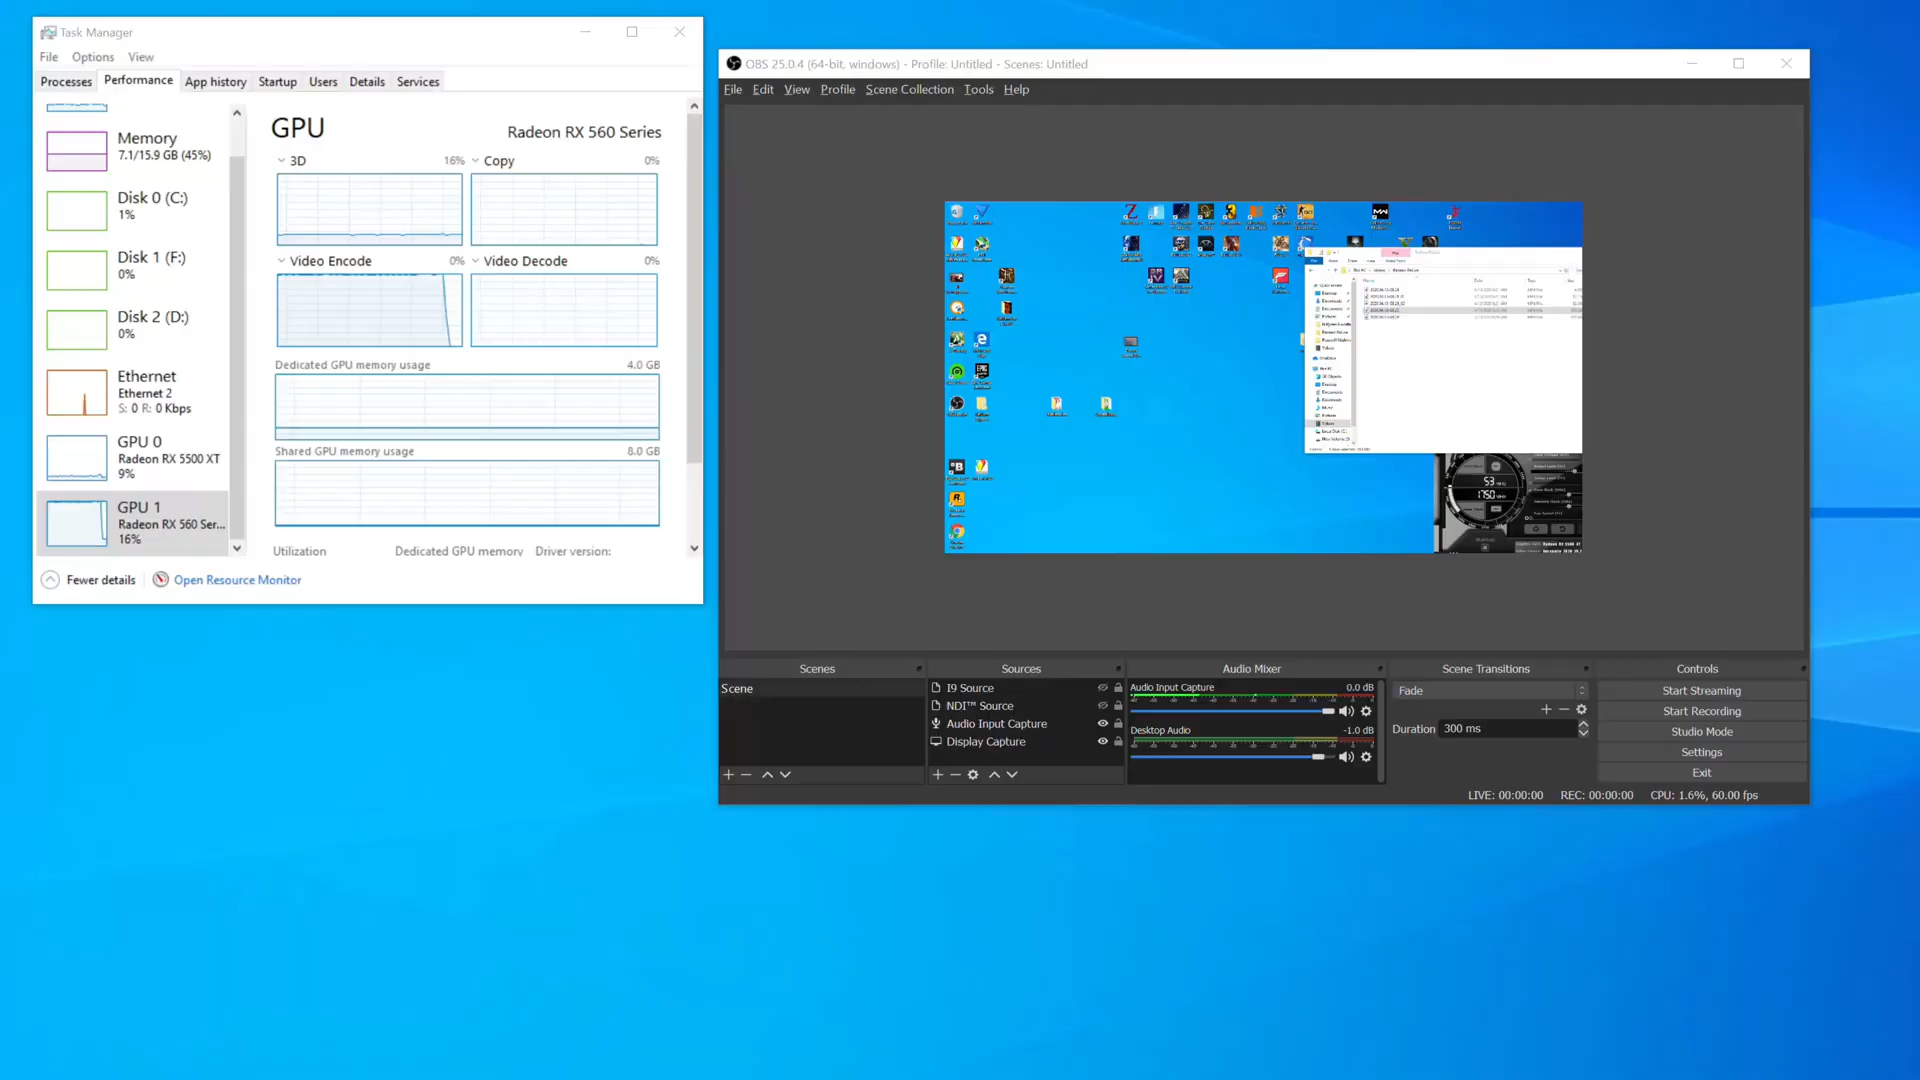 Task Manager
File Options View
Processes Performance App history Startup Users Details Services
Memory
7.1/15.9 GB (45%)
Disk 0 (C:)
1%
Disk 1 (F:)
0%
Disk 2 (D:)
0%
Ethernet
Ethernet 2
S: 0 R: 0 Kbps
GPU 0
Radeon RX 5500 XT
9%
GPU 1
Radeon RX 560 Ser...
16%
GPU Radeon RX 560 Series
3D 16% Copy 0%
Video Encode 0% Video Decode 0%
Dedicated GPU memory usage 4.0 GB
Shared GPU memory usage 8.0 GB
Utilization Dedicated GPU memory Driver version:
Fewer details Open Resource Monitor
OBS 25.0.4 (64-bit, windows) - Profile: Untitled - Scenes: Untitled
File Edit View Profile Scene Collection Tools Help
53
1750
Scenes
Scene
Sources
I9 Source
NDI™ Source
Audio Input Capture
Display Capture
Audio Mixer
Audio Input Capture 0.0 dB
Desktop Audio -1.0 dB
Scene Transitions
Fade
Duration 300 ms
Controls
Start Streaming
Start Recording
Studio Mode
Settings
Exit
LIVE: 00:00:00 REC: 00:00:00 CPU: 1.6%, 60.00 fps